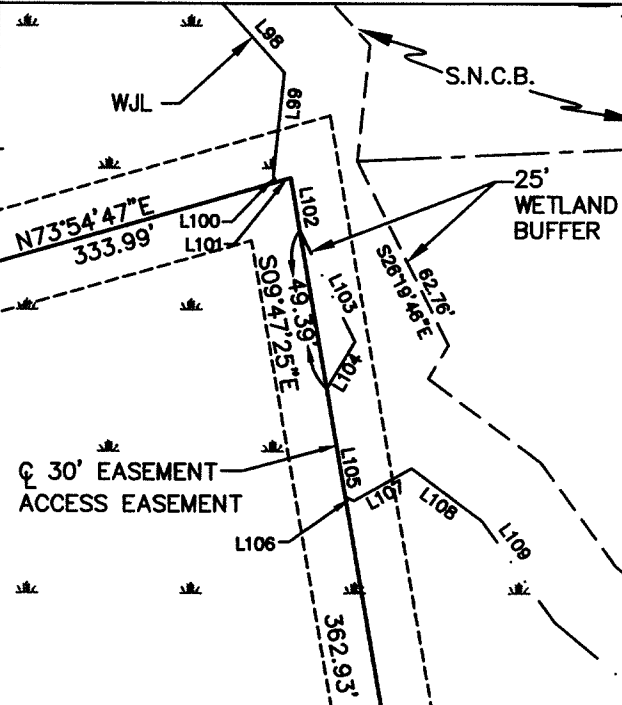 L98
S.N.C.B.
WJL
L99
25'
WETLAND
BUFFER
L100
L101
L102
N73°54'47"E
333.99'
62.76'
S26°19'46"E
L103
49.39'
S09°47'25"E
L104
℄ 30' EASEMENT
ACCESS EASEMENT
L105
L107
L108
L106
L109
362.93'